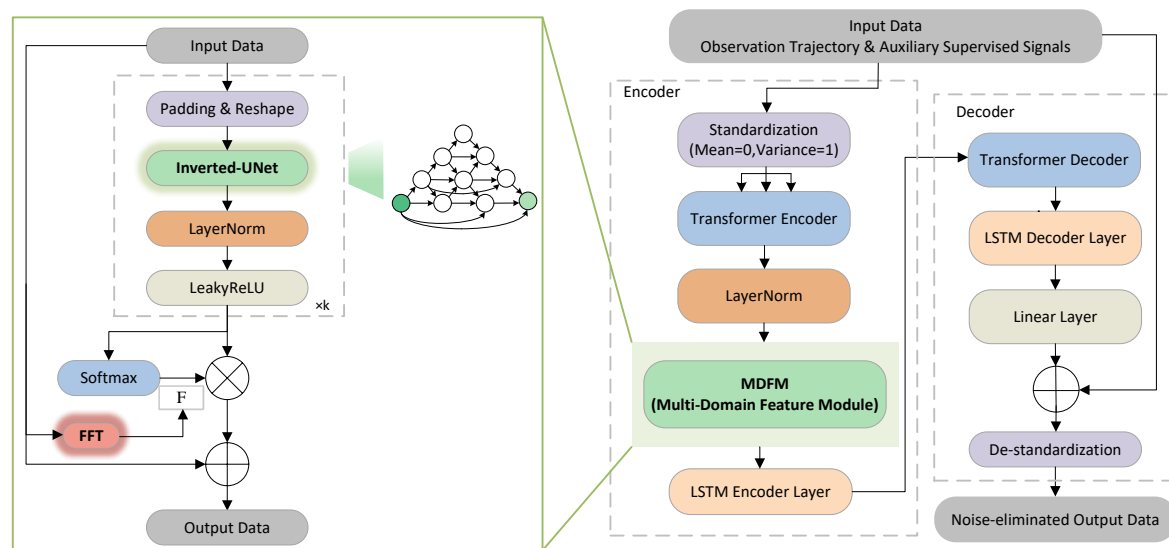 Input Data
Padding & Reshape
Inverted-UNet
LayerNorm
LeakyReLU
×k
Softmax
F
FFT
Output Data
Input Data
Observation Trajectory & Auxiliary Supervised Signals
Encoder
Standardization
(Mean=0,Variance=1)
Transformer Encoder
LayerNorm
MDFM
(Multi-Domain Feature Module)
LSTM Encoder Layer
Decoder
Transformer Decoder
LSTM Decoder Layer
Linear Layer
De-standardization
Noise-eliminated Output Data